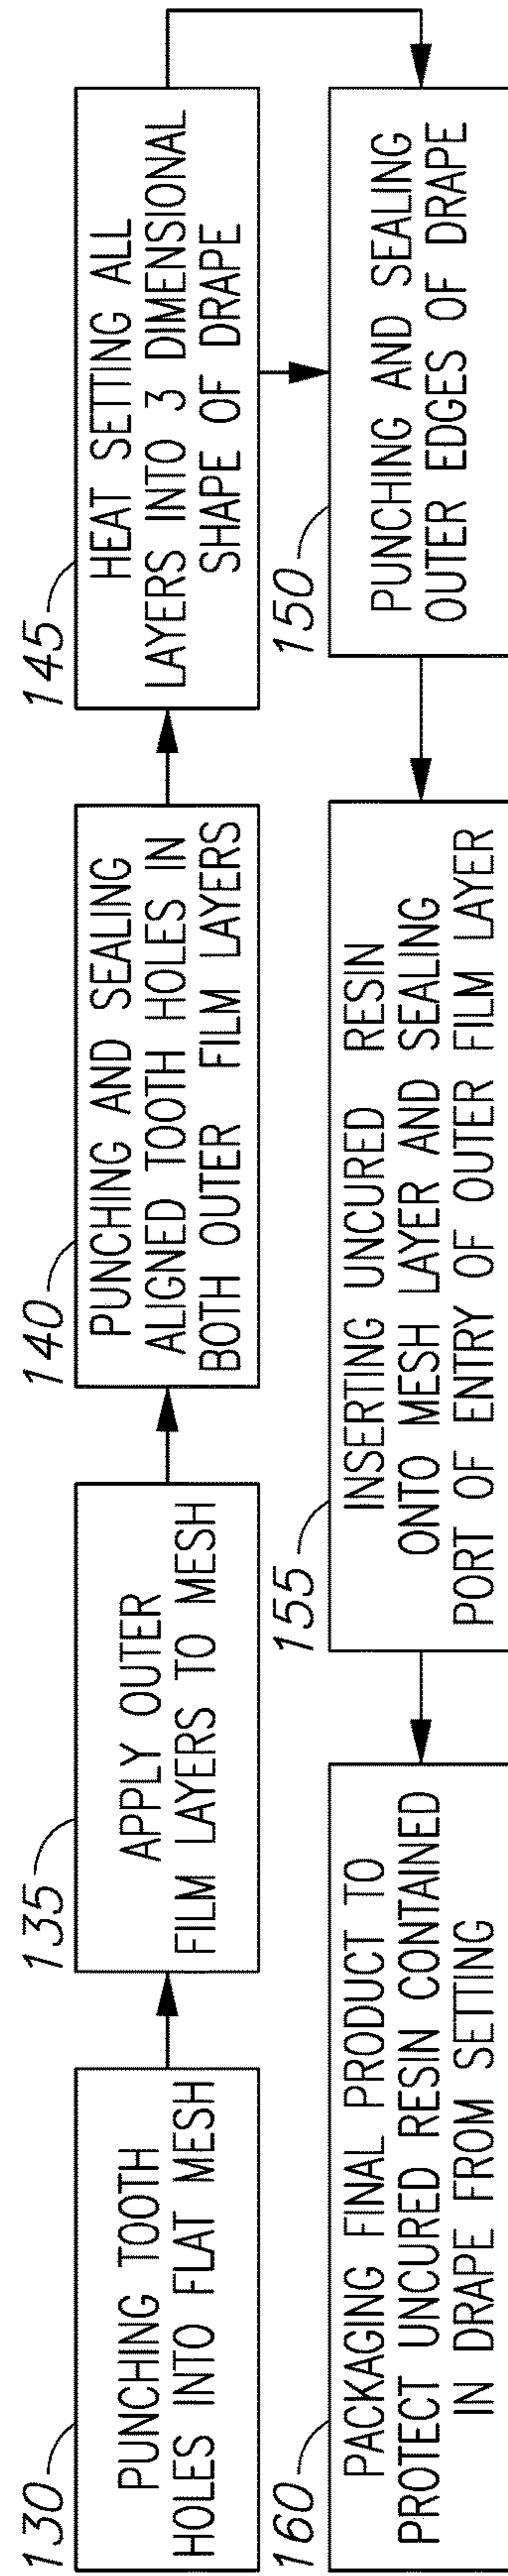 130
PUNCHING TOOTH
HOLES INTO FLAT MESH
135
APPLY OUTER
FILM LAYERS TO MESH
140
PUNCHING AND SEALING
ALIGNED TOOTH HOLES IN
BOTH OUTER FILM LAYERS
145
HEAT SETTING ALL
LAYERS INTO 3 DIMENSIONAL
SHAPE OF DRAPE
150
PUNCHING AND SEALING
OUTER EDGES OF DRAPE
155
INSERTING UNCURED RESIN
ONTO MESH LAYER AND SEALING
PORT OF ENTRY OF OUTER FILM LAYER
160
PACKAGING FINAL PRODUCT TO
PROTECT UNCURED RESIN CONTAINED
IN DRAPE FROM SETTING